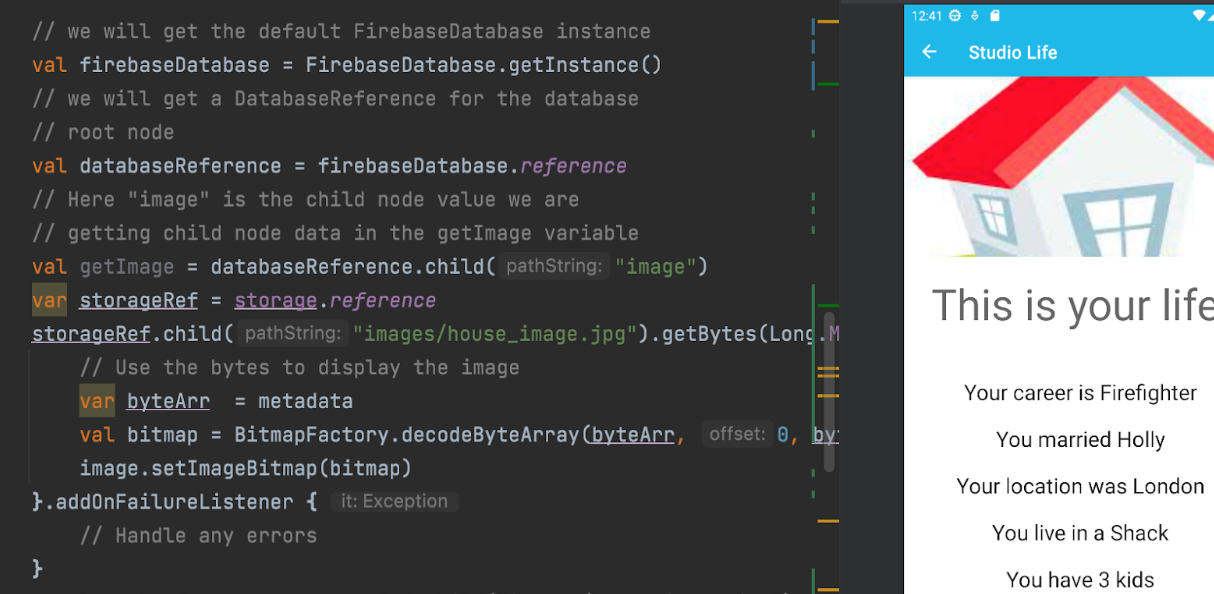 // we will get the default FirebaseDatabase instance
val firebaseDatabase = FirebaseDatabase.getInstance()
// we will get a DatabaseReference for the database
// root node
val databaseReference = firebaseDatabase.reference
// Here "image" is the child node value we are
// getting child node data in the getImage variable
val getImage = databaseReference.child( pathString: "image")
var storageRef = storage.reference
storageRef.child( pathString: "images/house_image.jpg").getBytes(Long.M
// Use the bytes to display the image
var byteArr  = metadata
val bitmap = BitmapFactory.decodeByteArray(byteArr, offset: 0, by
image.setImageBitmap(bitmap)
}.addOnFailureListener { it: Exception
// Handle any errors
}
12:41
Studio Life
This is your life
Your career is Firefighter
You married Holly
Your location was London
You live in a Shack
You have 3 kids